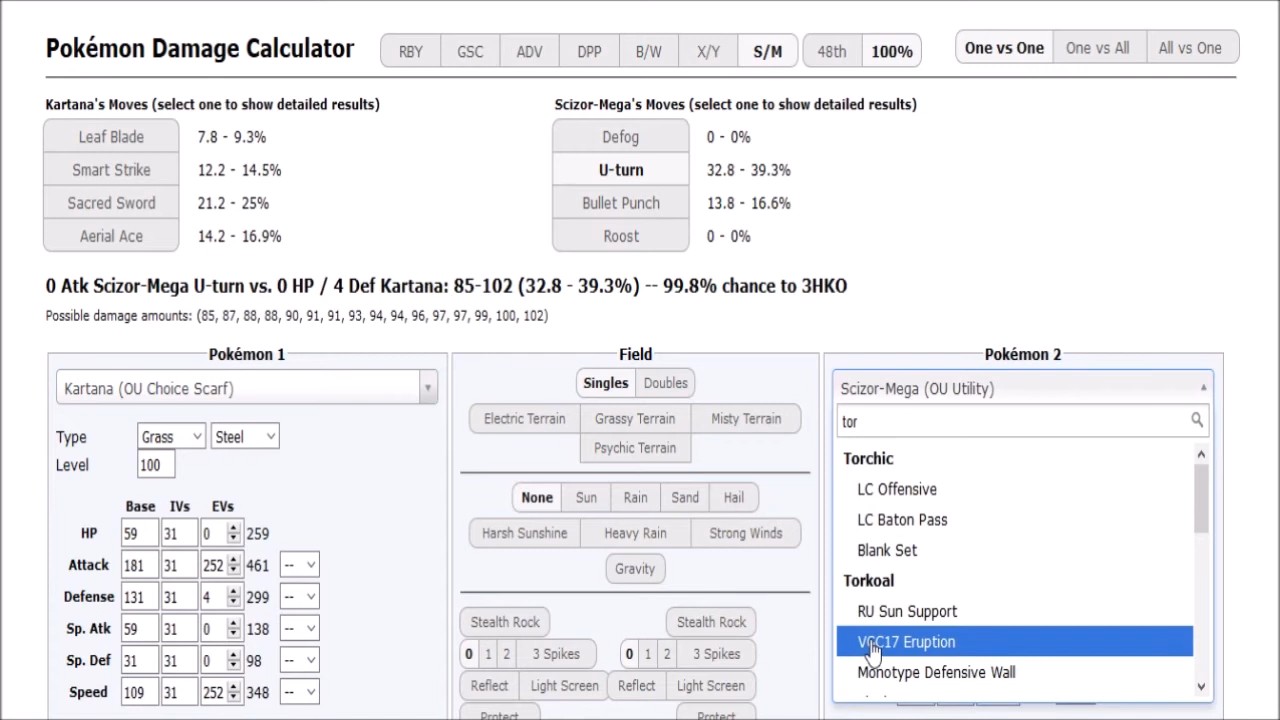 Pokémon Damage Calculator
RBY GSC ADV DPP B/W X/Y S/M 48th 100% One vs One One vs All All vs One
Kartana's Moves (select one to show detailed results)
Leaf Blade 7.8 - 9.3%
Smart Strike 12.2 - 14.5%
Sacred Sword 21.2 - 25%
Aerial Ace 14.2 - 16.9%
Scizor-Mega's Moves (select one to show detailed results)
Defog 0 - 0%
U-turn 32.8 - 39.3%
Bullet Punch 13.8 - 16.6%
Roost 0 - 0%
0 Atk Scizor-Mega U-turn vs. 0 HP / 4 Def Kartana: 85-102 (32.8 - 39.3%) -- 99.8% chance to 3HKO
Possible damage amounts: (85, 87, 88, 88, 90, 91, 91, 93, 94, 94, 96, 97, 97, 99, 100, 102)
Pokémon 1
Kartana (OU Choice Scarf)
Type Grass Steel
Level 100
Base IVs EVs
HP 59 31 0 259
Attack 181 31 252 461 --
Defense 131 31 4 299 --
Sp. Atk 59 31 0 138 --
Sp. Def 31 31 0 98 --
Speed 109 31 252 348 --
Field
Singles Doubles
Electric Terrain Grassy Terrain Misty Terrain
Psychic Terrain
None Sun Rain Sand Hail
Harsh Sunshine Heavy Rain Strong Winds
Gravity
Stealth Rock Stealth Rock
0 1 2 3 Spikes 0 1 2 3 Spikes
Reflect Light Screen Reflect Light Screen
Protect Protect
Pokémon 2
Scizor-Mega (OU Utility)
tor
Torchic
LC Offensive
LC Baton Pass
Blank Set
Torkoal
RU Sun Support
VGC17 Eruption
Monotype Defensive Wall